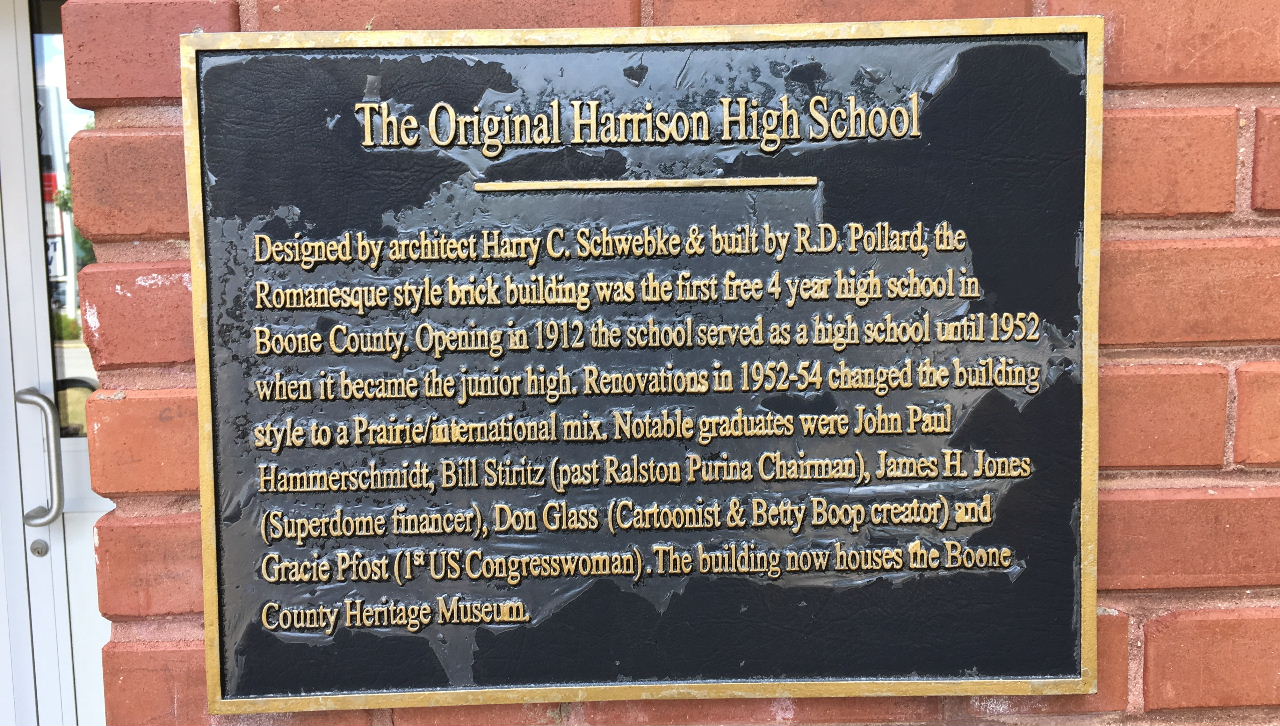 The Original Harrison High School
Designed by architect Harry C. Schwebke & built by R.D. Pollard, the
Romanesque style brick building was the first free 4 year high school in
Boone County. Opening in 1912 the school served as a high school until 1952
when it became the junior high. Renovations in 1952-54 changed the building
style to a Prairie/international mix. Notable graduates were John Paul
Hammerschmidt, Bill Stiritz (past Ralston Purina Chairman), James H. Jones
(Superdome financer), Don Glass (Cartoonist & Betty Boop creator) and
Gracie Pfost (1st US Congresswoman). The building now houses the Boone
County Heritage Museum.